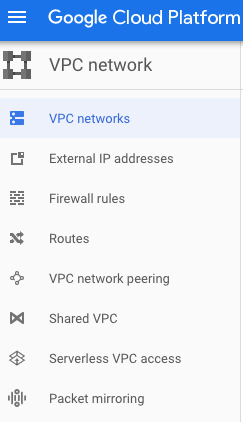 Google Cloud Platform
VPC network
VPC networks
External IP addresses
Firewall rules
Routes
VPC network peering
Shared VPC
Serverless VPC access
Packet mirroring